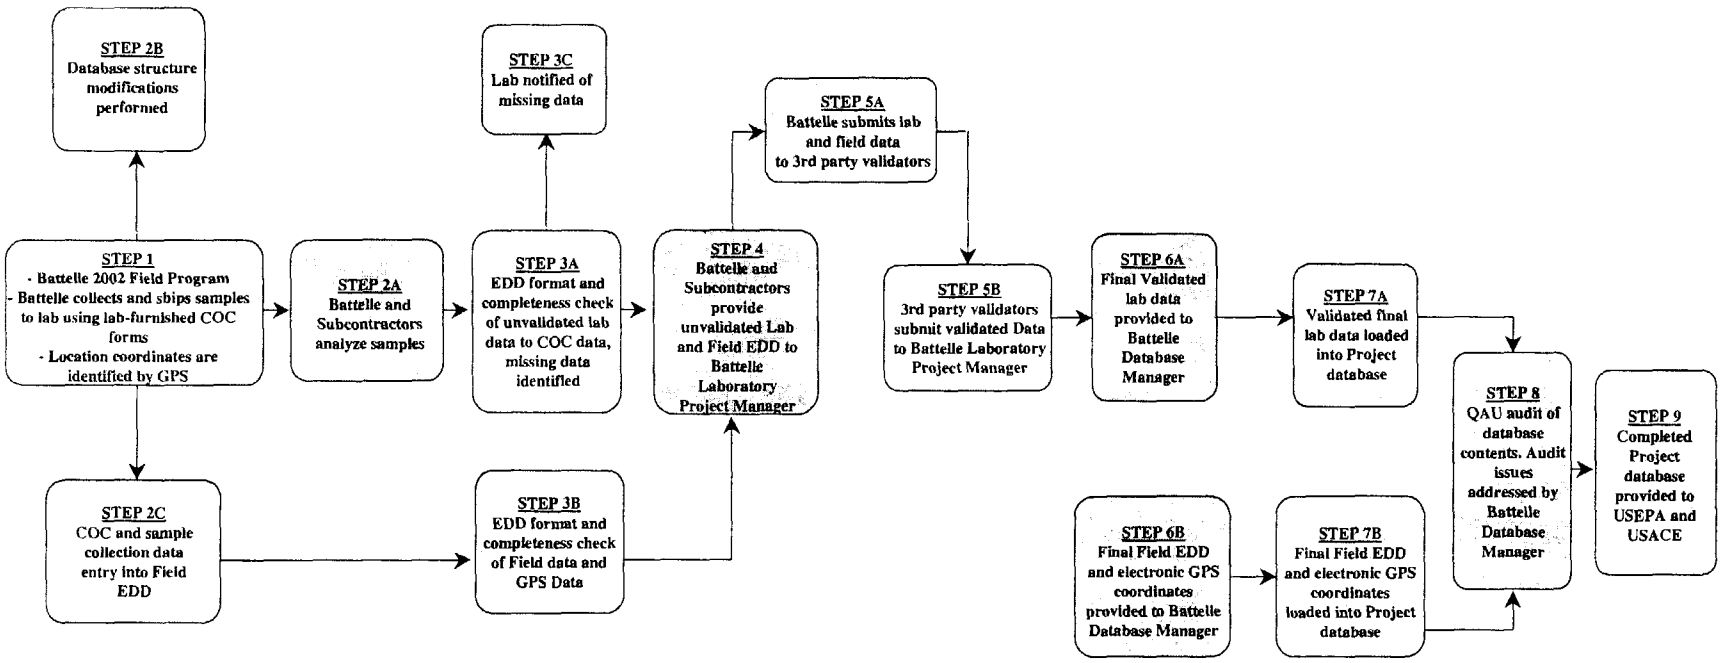 STEP 2B
Database structure
modifications
performed
STEP 3C
Lab notified of
missing data
STEP 5A
Battelle submits lab
and field data
to 3rd party validators
STEP 1
- Battelle 2002 Field Program
- Battelle collects and ships samples
to lab using lab-furnished COC
forms
- Location coordinates are
identified by GPS
STEP 2A
Battelle and
Subcontractors
analyze samples
STEP 3A
EDD format and
completeness check
of unvalidated lab
data to COC data,
missing data
identified
STEP 4
Battelle and
Subcontractors
provide
unvalidated Lab
and Field EDD to
Battelle
Laboratory
Project Manager
STEP 5B
3rd party validators
submit validated Data
to Battelle Laboratory
Project Manager
STEP 6A
Final Validated
lab data
provided to
Battelle
Database
Manager
STEP 7A
Validated final
lab data loaded
into Project
database
STEP 2C
COC and sample
collection data
entry into Field
EDD
STEP 3B
EDD format and
completeness check
of Field data and
GPS Data
STEP 6B
Final Field EDD
and electronic GPS
coordinates
provided to Battelle
Database Manager
STEP 7B
Final Field EDD
and electronic GPS
coordinates
loaded into Project
database
STEP 8
QAU audit of
database
contents. Audit
issues
addressed by
Battelle
Database
Manager
STEP 9
Completed
Project
database
provided to
USEPA and
USACE